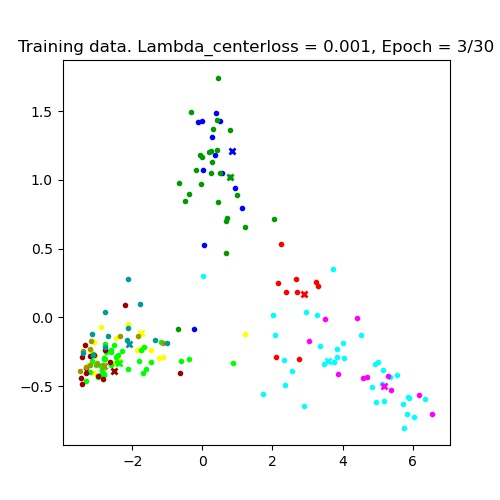 Training data. Lambda_centerloss = 0.001, Epoch = 3/30
1.5
1.0
0.5
0.0
−0.5
−2 0 2 4 6